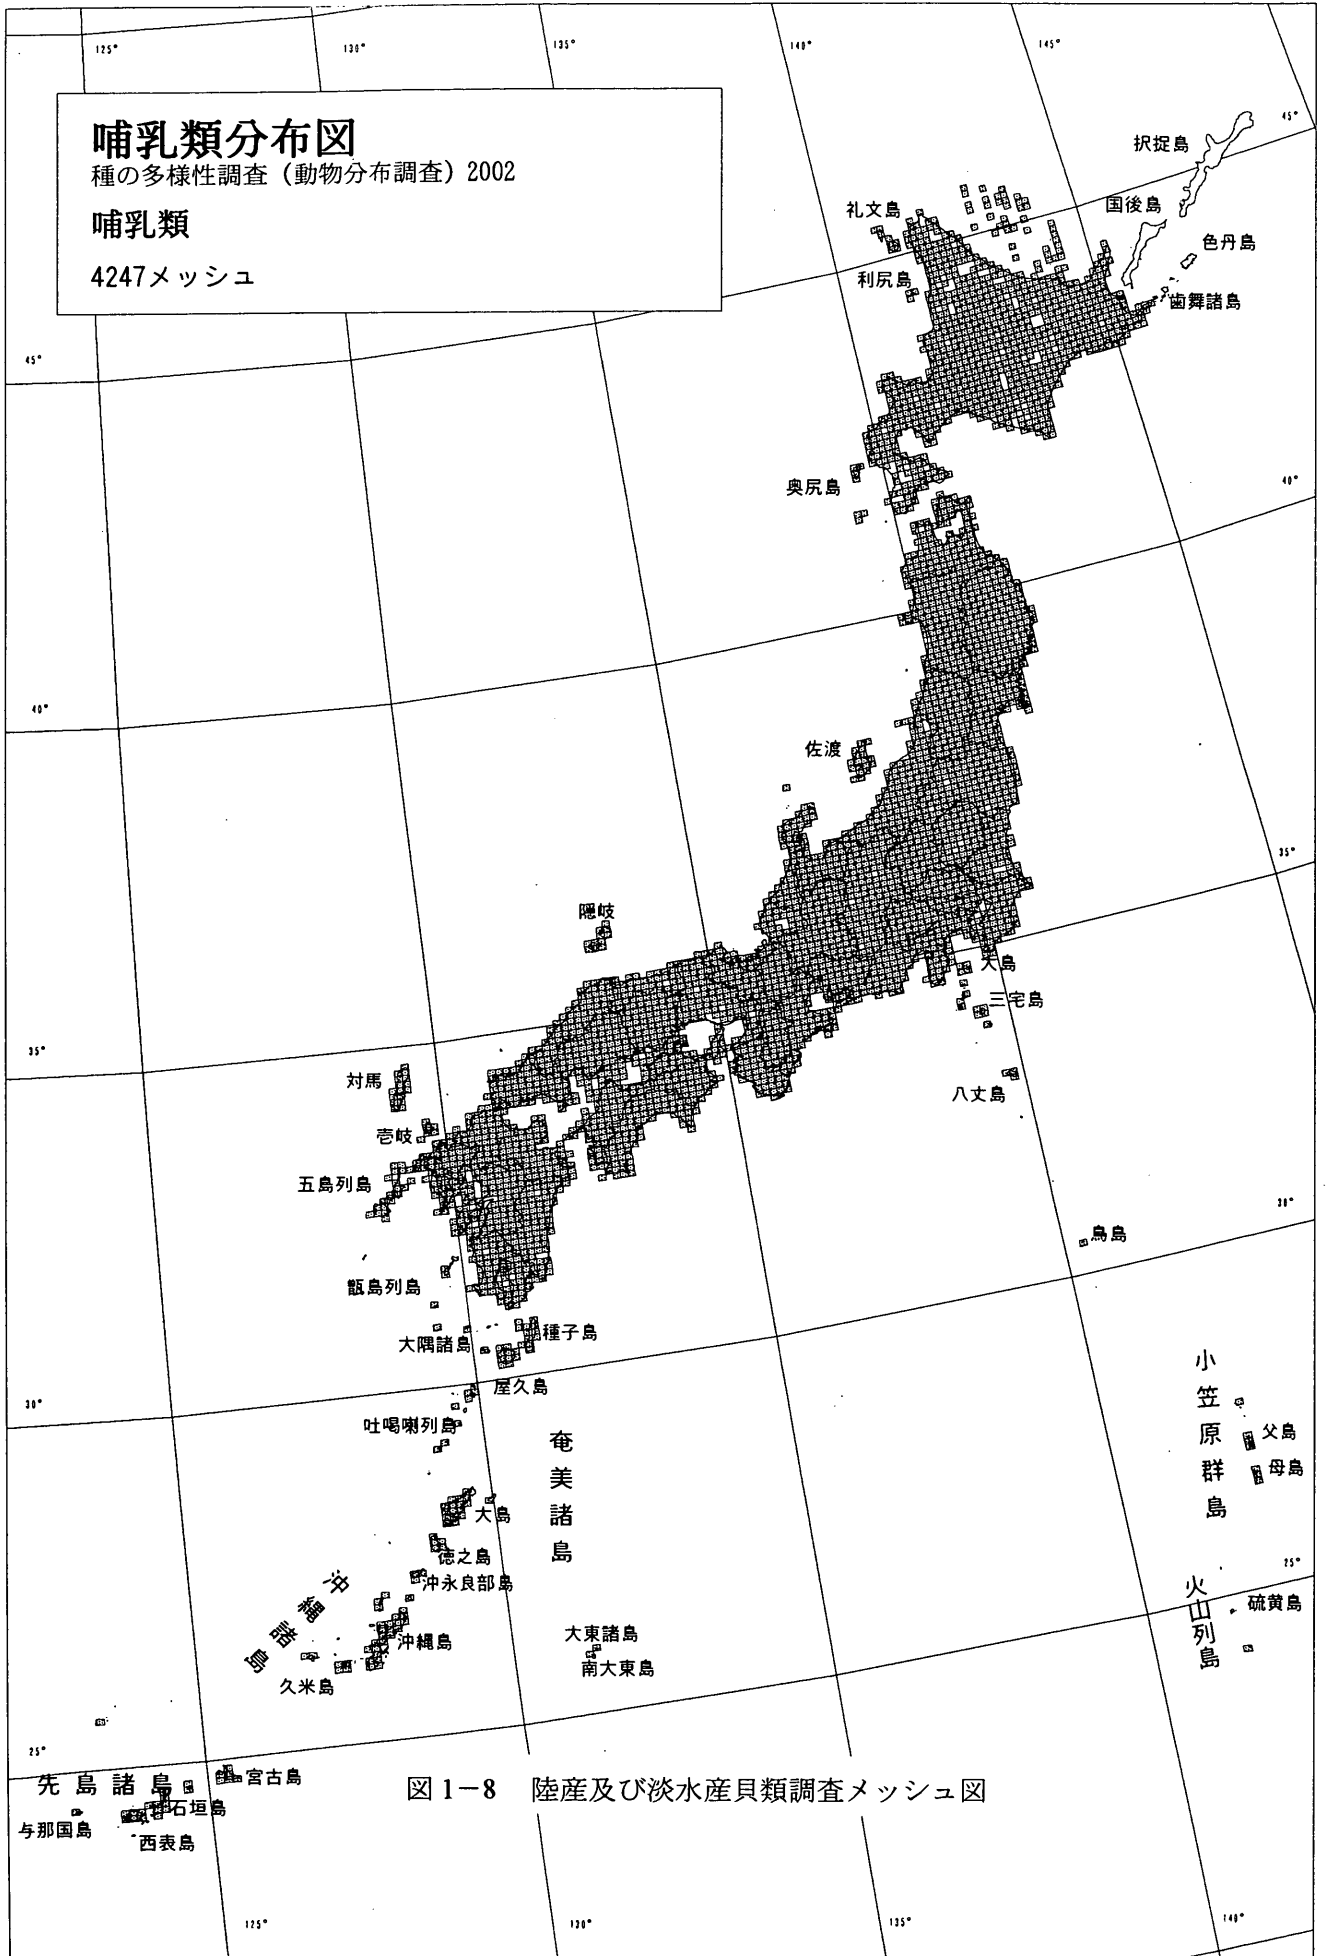 125°
130°
135°
140°
145°
哺乳類分布図
種の多様性調査（動物分布調査）2002
哺乳類
4247メッシュ
45°
択捉島
礼文島
国後島
色丹島
利尻島
歯舞諸島
45°
奥尻島
40°
40°
佐渡
35°
隠岐
大島
三宅島
35°
対馬
八丈島
壱岐
五島列島
30°
鳥島
甑島列島
大隅諸島
種子島
屋久島
30°
吐喝喇列島
奄美諸島
小笠原群島
父島
母島
大島
徳之島
沖永良部島
25°
沖縄諸島
火山列島
硫黄島
沖縄島
大東諸島
久米島
南大東島
25°
先島諸島
宮古島
石垣島
与那国島
西表島
図1−8　陸産及び淡水産貝類調査メッシュ図
125°
130°
135°
140°